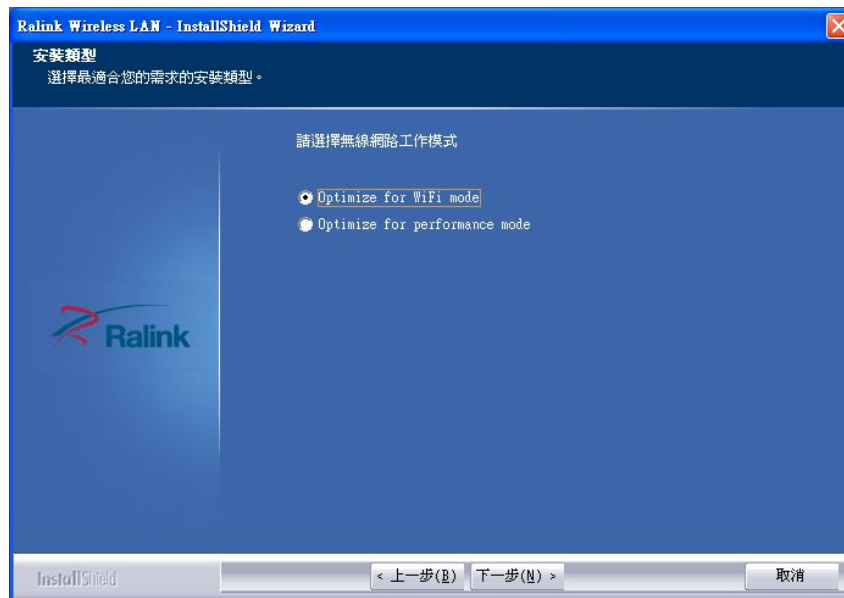 Ralink Wireless LAN - InstallShield Wizard
安裝類型
選擇最適合您的需求的安裝類型。
請選擇無線網路工作模式
Optimize for WiFi mode
Optimize for performance mode
Ralink
InstallShield
< 上一步(B)
下一步(N) >
取消